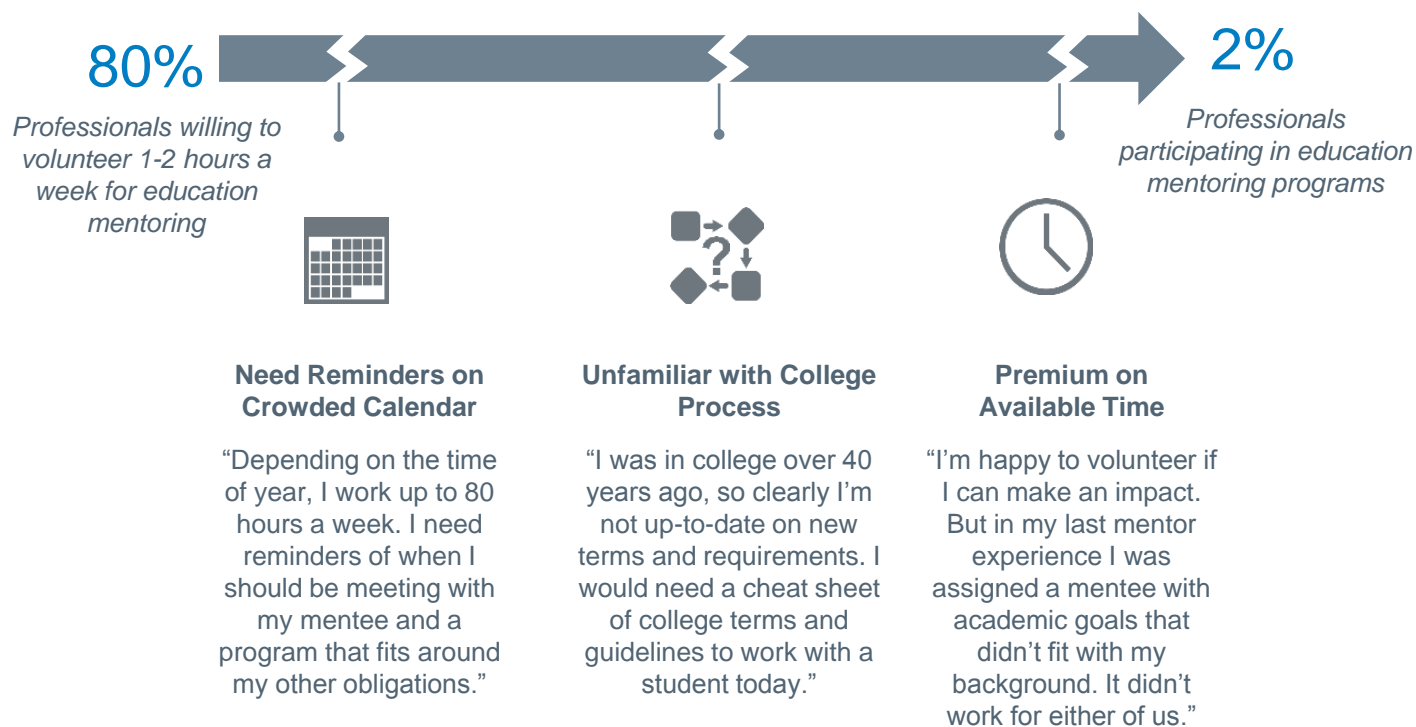 80%
Professionals willing to
volunteer 1-2 hours a
week for education
mentoring
2%
Professionals
participating in education
mentoring programs
?
Need Reminders on
Crowded Calendar
“Depending on the time
of year, I work up to 80
hours a week. I need
reminders of when I
should be meeting with
my mentee and a
program that fits around
my other obligations.”
Unfamiliar with College
Process
“I was in college over 40
years ago, so clearly I’m
not up-to-date on new
terms and requirements. I
would need a cheat sheet
of college terms and
guidelines to work with a
student today.”
Premium on
Available Time
“I’m happy to volunteer if
I can make an impact.
But in my last mentor
experience I was
assigned a mentee with
academic goals that
didn’t fit with my
background. It didn’t
work for either of us.”